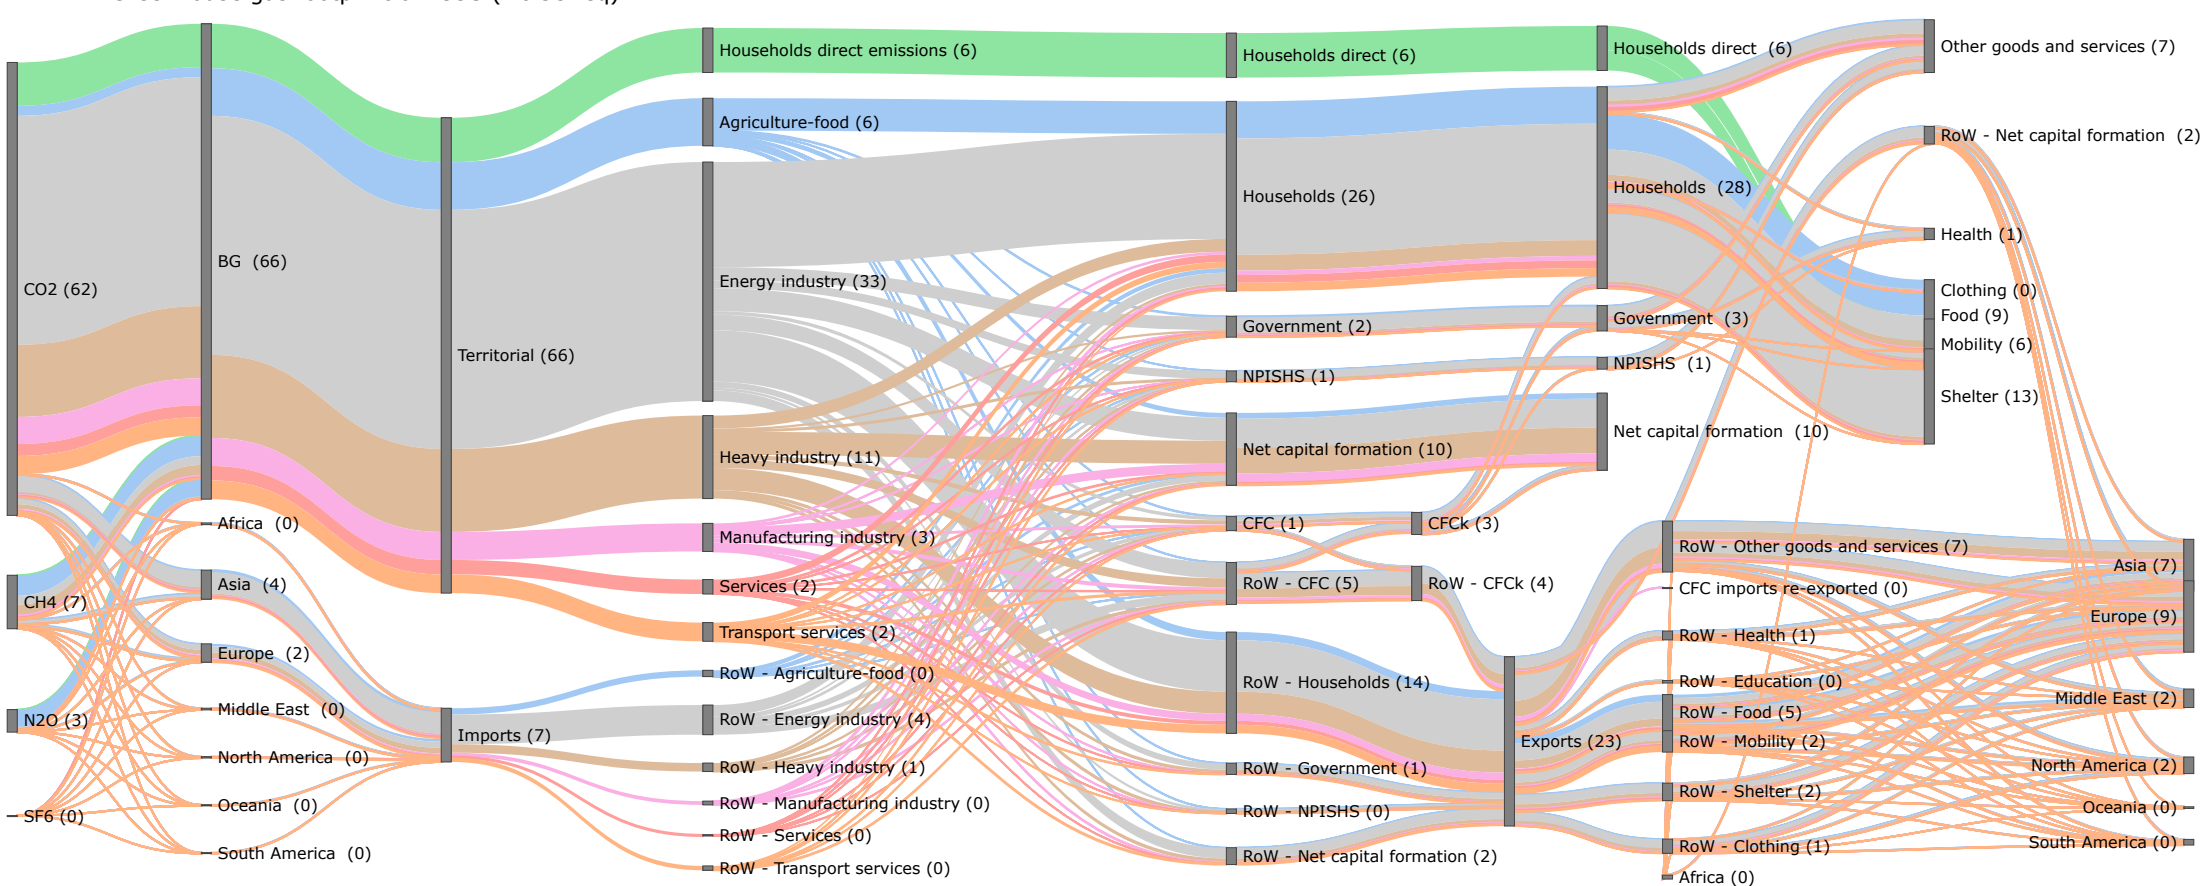 CO2 (62)
CH4 (7)
N2O (3)
SF6 (0)
BG (66)
Africa (0)
Asia (4)
Europe (2)
Middle East (0)
North America (0)
Oceania (0)
South America (0)
Territorial (66)
Imports (7)
Households direct emissions (6)
Agriculture-food (6)
Energy industry (33)
Heavy industry (11)
Manufacturing industry (3)
Services (2)
Transport services (2)
RoW - Agriculture-food (0)
RoW - Energy industry (4)
RoW - Heavy industry (1)
RoW - Manufacturing industry (0)
RoW - Services (0)
RoW - Transport services (0)
Households direct (6)
Households (26)
Government (2)
NPISHS (1)
Net capital formation (10)
CFC (1)
RoW - CFC (5)
RoW - Households (14)
RoW - Government (1)
RoW - NPISHS (0)
RoW - Net capital formation (2)
CFCk (3)
RoW - CFCk (4)
Exports (23)
Households direct (6)
Households (28)
Government (3)
NPISHS (1)
Net capital formation (10)
RoW - Other goods and services (7)
CFC imports re-exported (0)
RoW - Health (1)
RoW - Education (0)
RoW - Food (5)
RoW - Mobility (2)
RoW - Shelter (2)
RoW - Clothing (1)
Africa (0)
Other goods and services (7)
RoW - Net capital formation (2)
Health (1)
Clothing (0)
Food (9)
Mobility (6)
Shelter (13)
Asia (7)
Europe (9)
Middle East (2)
North America (2)
Oceania (0)
South America (0)